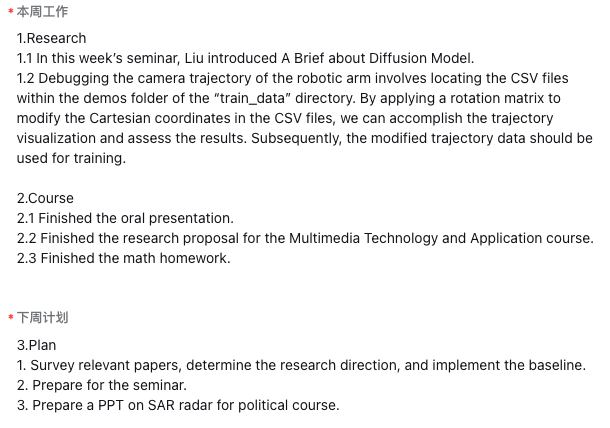 * 本周工作
1.Research
1.1 In this week’s seminar, Liu introduced A Brief about Diffusion Model.
1.2 Debugging the camera trajectory of the robotic arm involves locating the CSV files
within the demos folder of the “train_data” directory. By applying a rotation matrix to
modify the Cartesian coordinates in the CSV files, we can accomplish the trajectory
visualization and assess the results. Subsequently, the modified trajectory data should be
used for training.
2.Course
2.1 Finished the oral presentation.
2.2 Finished the research proposal for the Multimedia Technology and Application course.
2.3 Finished the math homework.
* 下周计划
3.Plan
1. Survey relevant papers, determine the research direction, and implement the baseline.
2. Prepare for the seminar.
3. Prepare a PPT on SAR radar for political course.